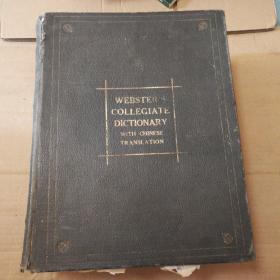 WEBSTER'S
COLLEGIATE
DICTIONARY
WITH CHINESE
TRANSLATION